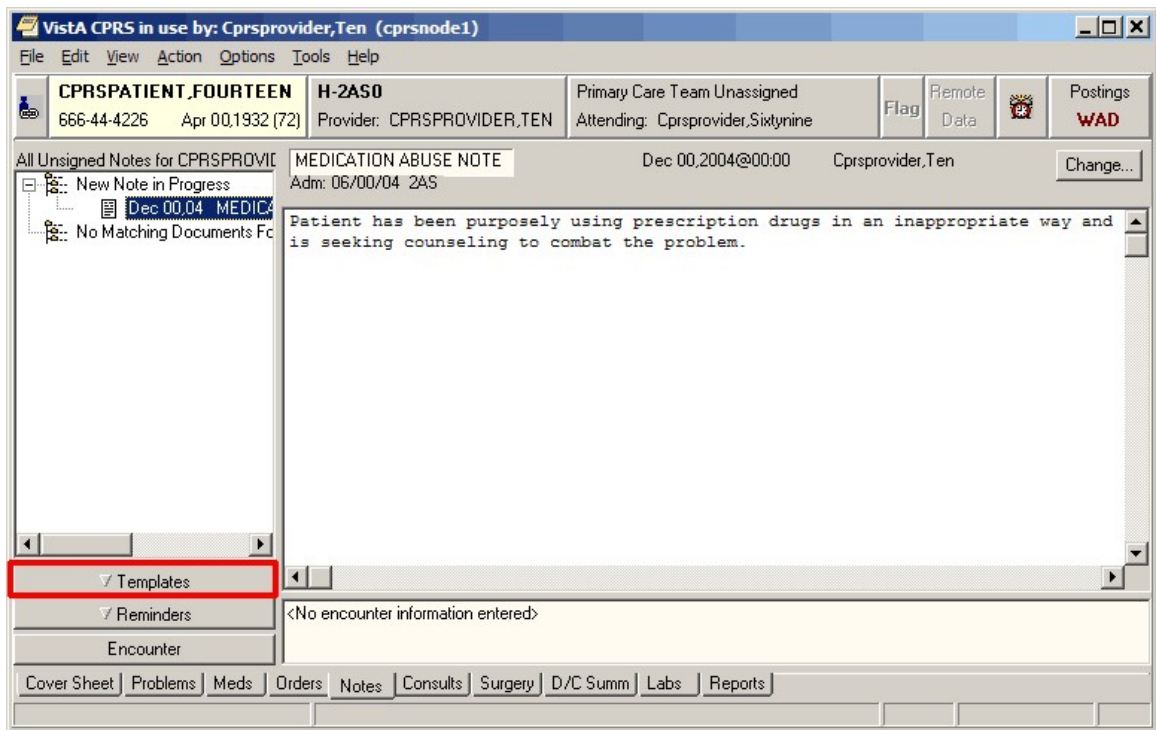 VistA CPRS in use by: Cprsprovider,Ten (cprsnode1)
File Edit View Action Options Tools Help
CPRSPATIENT,FOURTEEN
666-44-4226 Apr 00,1932 (72)
H-2AS0
Provider: CPRSPROVIDER,TEN
Primary Care Team Unassigned
Attending: Cprsprovider,Sixtynine
Flag
Remote
Data
Postings
WAD
All Unsigned Notes for CPRSPROVID
New Note in Progress
Dec 00,04 MEDICA
No Matching Documents Fo
MEDICATION ABUSE NOTE Dec 00,2004@00:00 Cprsprovider,Ten
Adm: 06/00/04 2AS
Change...
Patient has been purposely using prescription drugs in an inappropriate way and
is seeking counseling to combat the problem.
Templates
Reminders
Encounter
<No encounter information entered>
Cover Sheet Problems Meds Orders Notes Consults Surgery D/C Summ Labs Reports